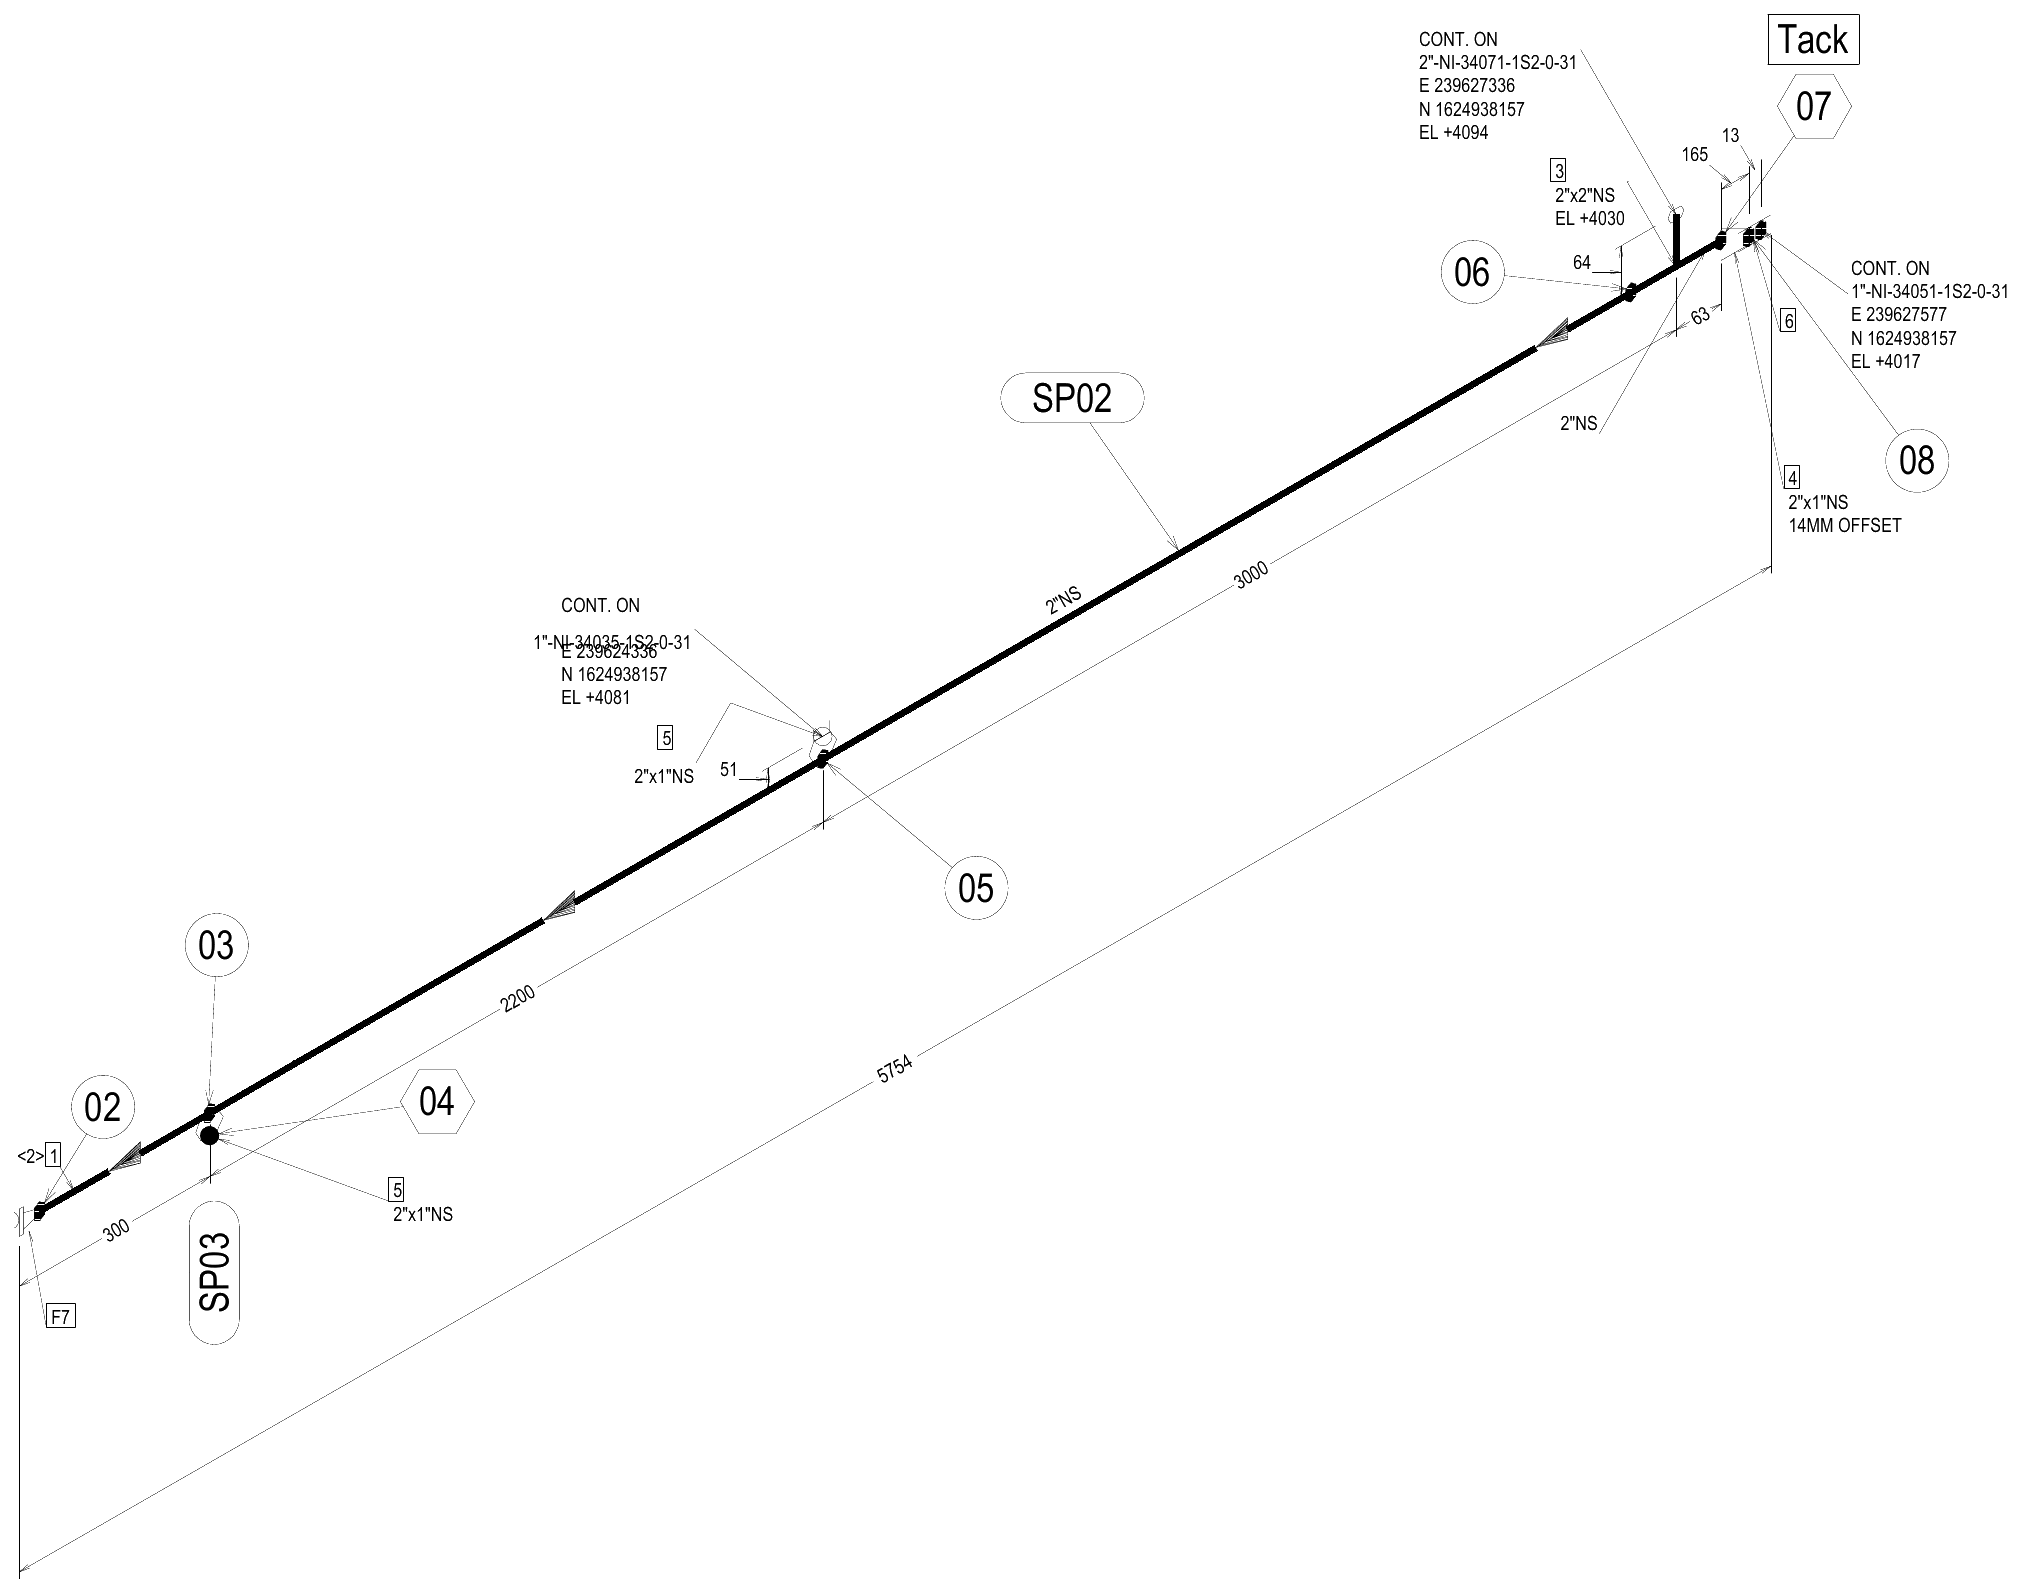 Tack
07
CONT. ON
2"-NI-34071-1S2-0-31
E 239627336
N 1624938157
EL +4094
13
165
3
2"x2"NS
EL +4030
06
64
63
CONT. ON
1"-NI-34051-1S2-0-31
E 239627577
N 1624938157
EL +4017
6
2"NS
08
4
2"x1"NS
14MM OFFSET
SP02
3000
2"NS
CONT. ON
1"-NI-34035-1S2-0-31
E 239624336
N 1624938157
EL +4081
5
2"x1"NS
51
05
03
2200
5754
02
04
<2>1
5
2"x1"NS
300
SP03
F7